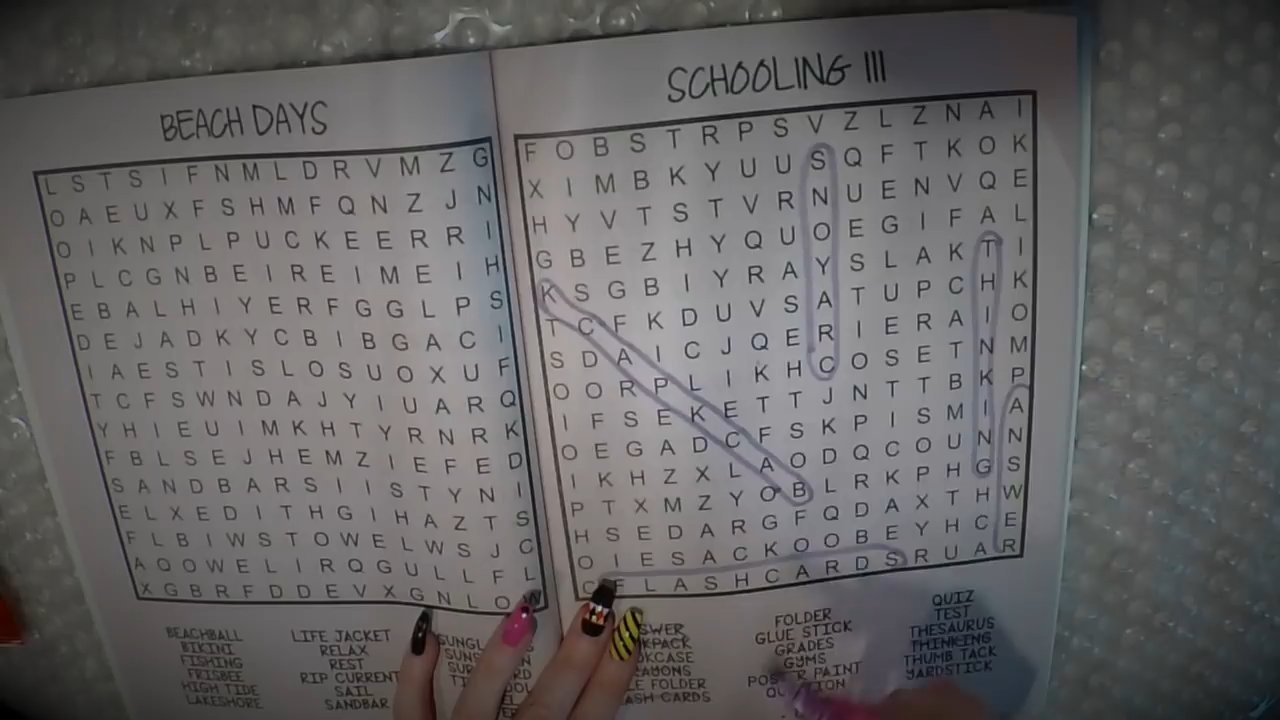 BEACH DAYS
L S T S I F N M L D R V M Z G
O A E U X F S H M F Q N Z J N
O I K N P L P U C K E E R R I
P L C G N B E I R E I M E I H
E B A L H I Y E R F G G L P S
D E J A D K Y C B I B G A C I
I A E S T I S L O S U O X U F
T C F S W N D A J Y I U A R Q
Y H I E U I M K H T Y R N R K
F B L S E J H E M Z I E F E D
S A N D B A R S I I S T Y N I
E L X E D I T H G I H A Z T S
F L B I W S T O W E L W S J C
A O O W E L I R Q G U L L F L
X G B R F D D E V X G N L O W
BEACHBALL
BIKINI
FISHING
FRISBEE
HIGH TIDE
LAKESHORE
LIFE JACKET
RELAX
REST
RIP CURRENT
SAIL
SANDBAR
SCHOOLING III
F O B S T R P S V Z L Z N A I
X I M B K Y U U S Q F T K O K
H Y V T S T V R N U E N V Q E
G B E Z H Y Q U O E G I F A L
K S G B I Y R A Y S L A K T I
T C F K D U V S A T U P C H K
S D A I C J Q E R I E R A I O
O O R P L I K H C O S E T N M
I F S E K E T T J N T T B K P
O E G A D C F S K P I S M I A
I K H Z X L A O D Q C O U N N
P T X M Z Y O B L R K P H G S
H S E D A R G F Q D A X T H W
O I E S A C K O O B E Y H C E
C F L A S H C A R D S R U A R
FOLDER
GLUE STICK
GRADES
GYMS
PAINT
QUIZ
TEST
THESAURUS
THINKING
THUMB TACK
YARDSTICK